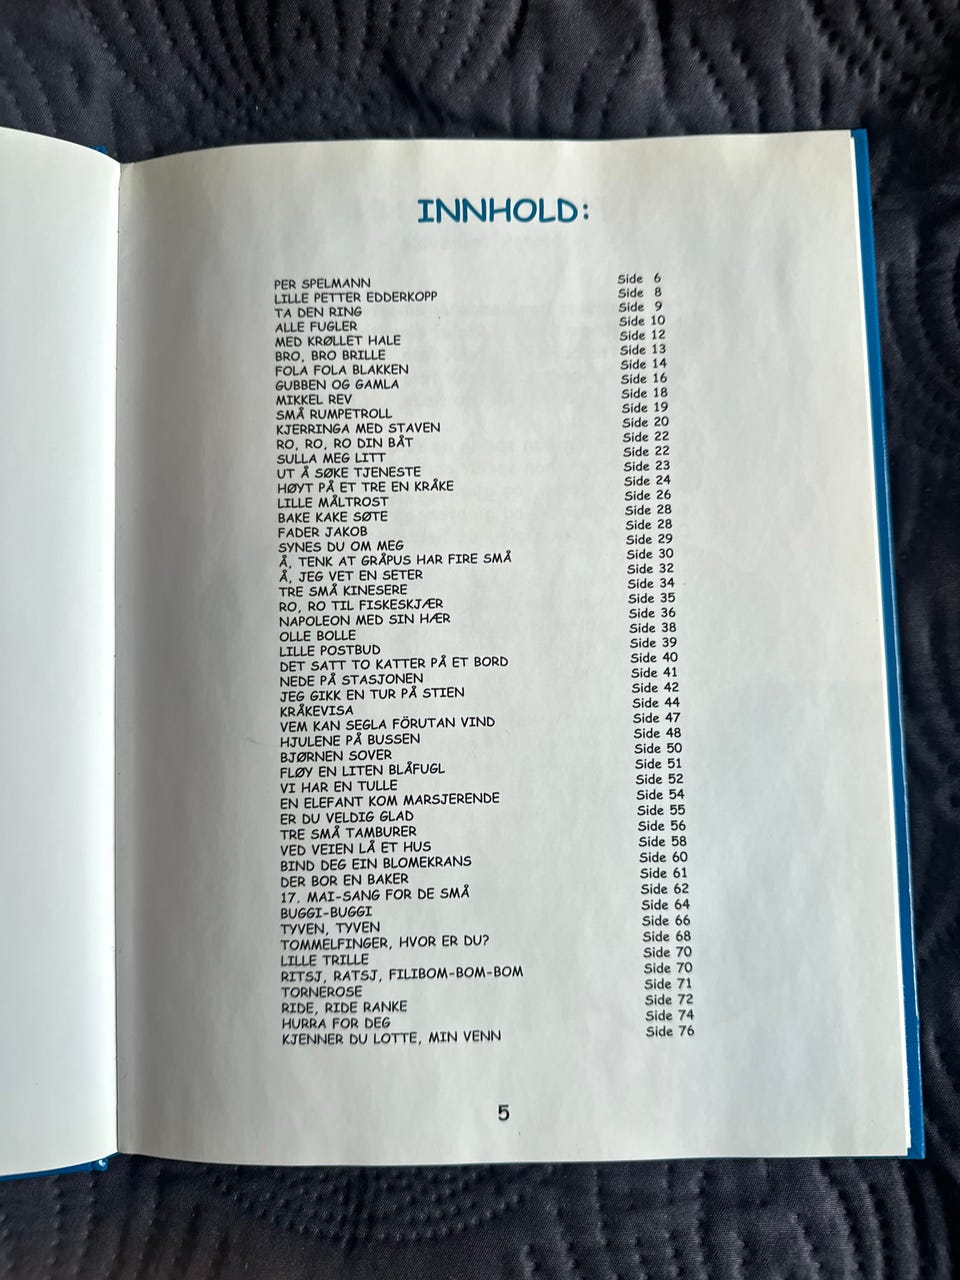 INNHOLD:
PER SPELMANN Side 6
LILLE PETTER EDDERKOPP Side 8
TA DEN RING Side 9
ALLE FUGLER Side 10
MED KRØLLET HALE Side 12
BRO, BRO BRILLE Side 13
FOLA FOLA BLAKKEN Side 14
GUBBEN OG GAMLA Side 16
MIKKEL REV Side 18
SMÅ RUMPETROLL Side 19
KJERRINGA MED STAVEN Side 20
RO, RO, RO DIN BÅT Side 22
SULLA MEG LITT Side 22
UT Å SØKE TJENESTE Side 23
HØYT PÅ ET TRE EN KRÅKE Side 24
LILLE MÅLTROST Side 26
BAKE KAKE SØTE Side 28
FADER JAKOB Side 28
SYNES DU OM MEG Side 29
Å, TENK AT GRÅPUS HAR FIRE SMÅ Side 30
Å, JEG VET EN SETER Side 32
TRE SMÅ KINESERE Side 34
RO, RO TIL FISKESKJÆR Side 35
NAPOLEON MED SIN HÆR Side 36
OLLE BOLLE Side 38
LILLE POSTBUD Side 39
DET SATT TO KATTER PÅ ET BORD Side 40
NEDE PÅ STASJONEN Side 41
JEG GIKK EN TUR PÅ STIEN Side 42
KRÅKEVISA Side 44
VEM KAN SEGLA FÖRUTAN VIND Side 47
HJULENE PÅ BUSSEN Side 48
BJØRNEN SOVER Side 50
FLØY EN LITEN BLÅFUGL Side 51
VI HAR EN TULLE Side 52
EN ELEFANT KOM MARSJERENDE Side 54
ER DU VELDIG GLAD Side 55
TRE SMÅ TAMBURER Side 56
VED VEIEN LÅ ET HUS Side 58
BIND DEG EIN BLOMEKRANS Side 60
DER BOR EN BAKER Side 61
17. MAI-SANG FOR DE SMÅ Side 62
BUGGI-BUGGI Side 64
TYVEN, TYVEN Side 66
TOMMELFINGER, HVOR ER DU? Side 68
LILLE TRILLE Side 70
RITSJ, RATSJ, FILIBOM-BOM-BOM Side 70
TORNEROSE Side 71
RIDE, RIDE RANKE Side 72
HURRA FOR DEG Side 74
KJENNER DU LOTTE, MIN VENN Side 76
5